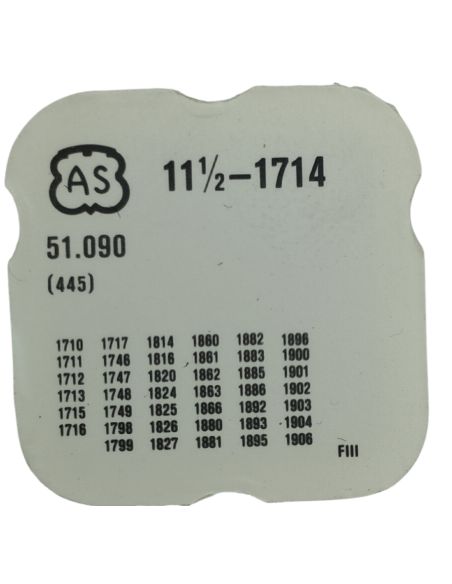 AS 11½–1714
51.090
(445)
1710 1717 1814 1860 1882 1896
1711 1746 1816 1861 1883 1900
1712 1747 1820 1862 1885 1901
1713 1748 1824 1863 1886 1902
1715 1749 1825 1866 1892 1903
1716 1798 1826 1880 1893 1904
1799 1827 1881 1895 1906
FIII